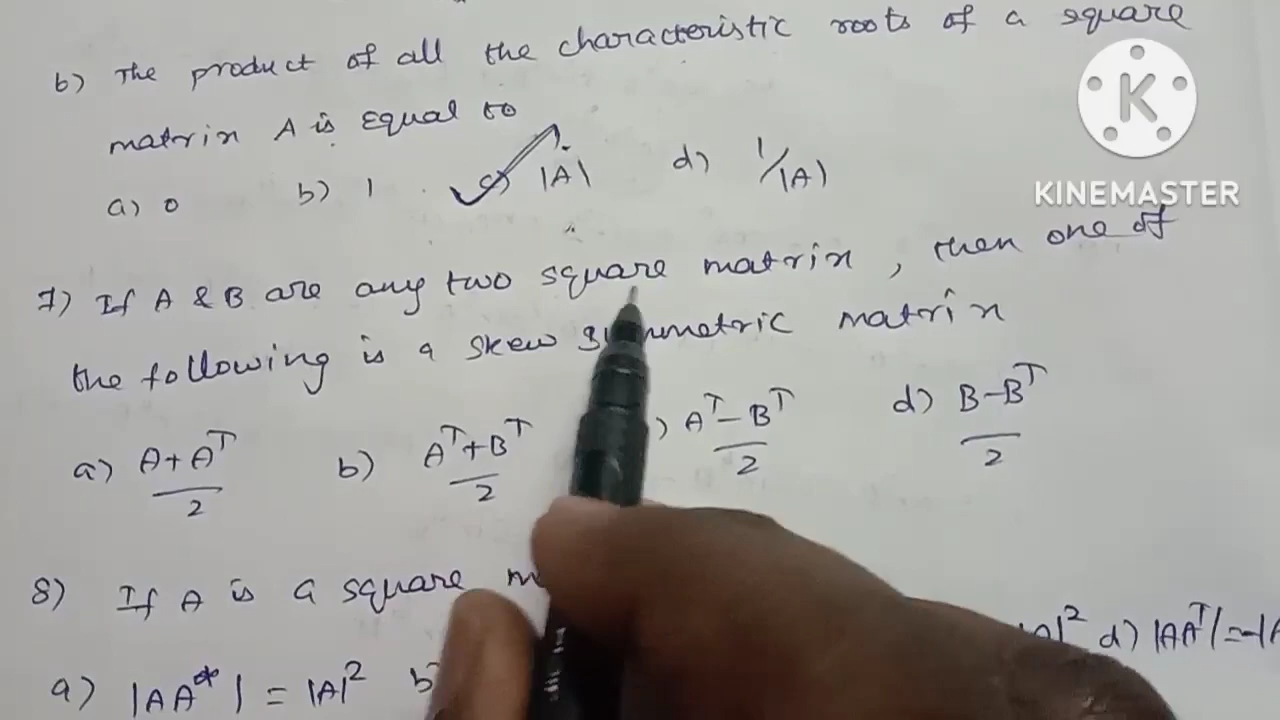 6) The product of all the characteristic roots of a square
matrix A is Equal to
a) 0 b) 1 c) |A| d) 1/|A|
K
KINEMASTER
7) If A & B are any two square matrix, then one of
the following is a skew symmetric matrix
a) A+A^T/2 b) A^T+B^T/2 ) A^T-B^T/2 d) B-B^T/2
8) If A is a square
a) |AA*| = |A|² b d) |AA^T| =